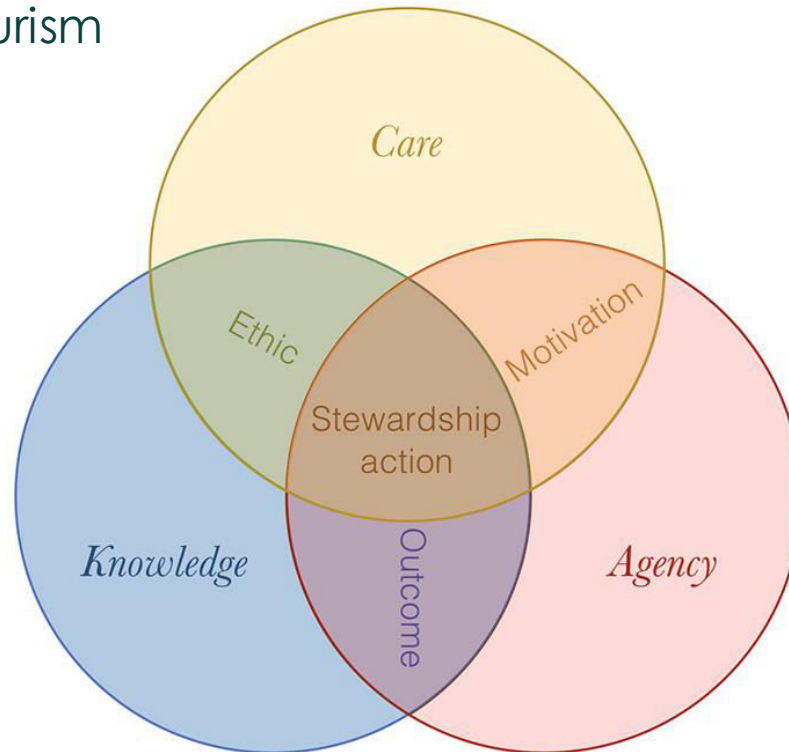 urism
Care
Ethic
Motivation
Stewardship
action
Knowledge
Outcome
Agency